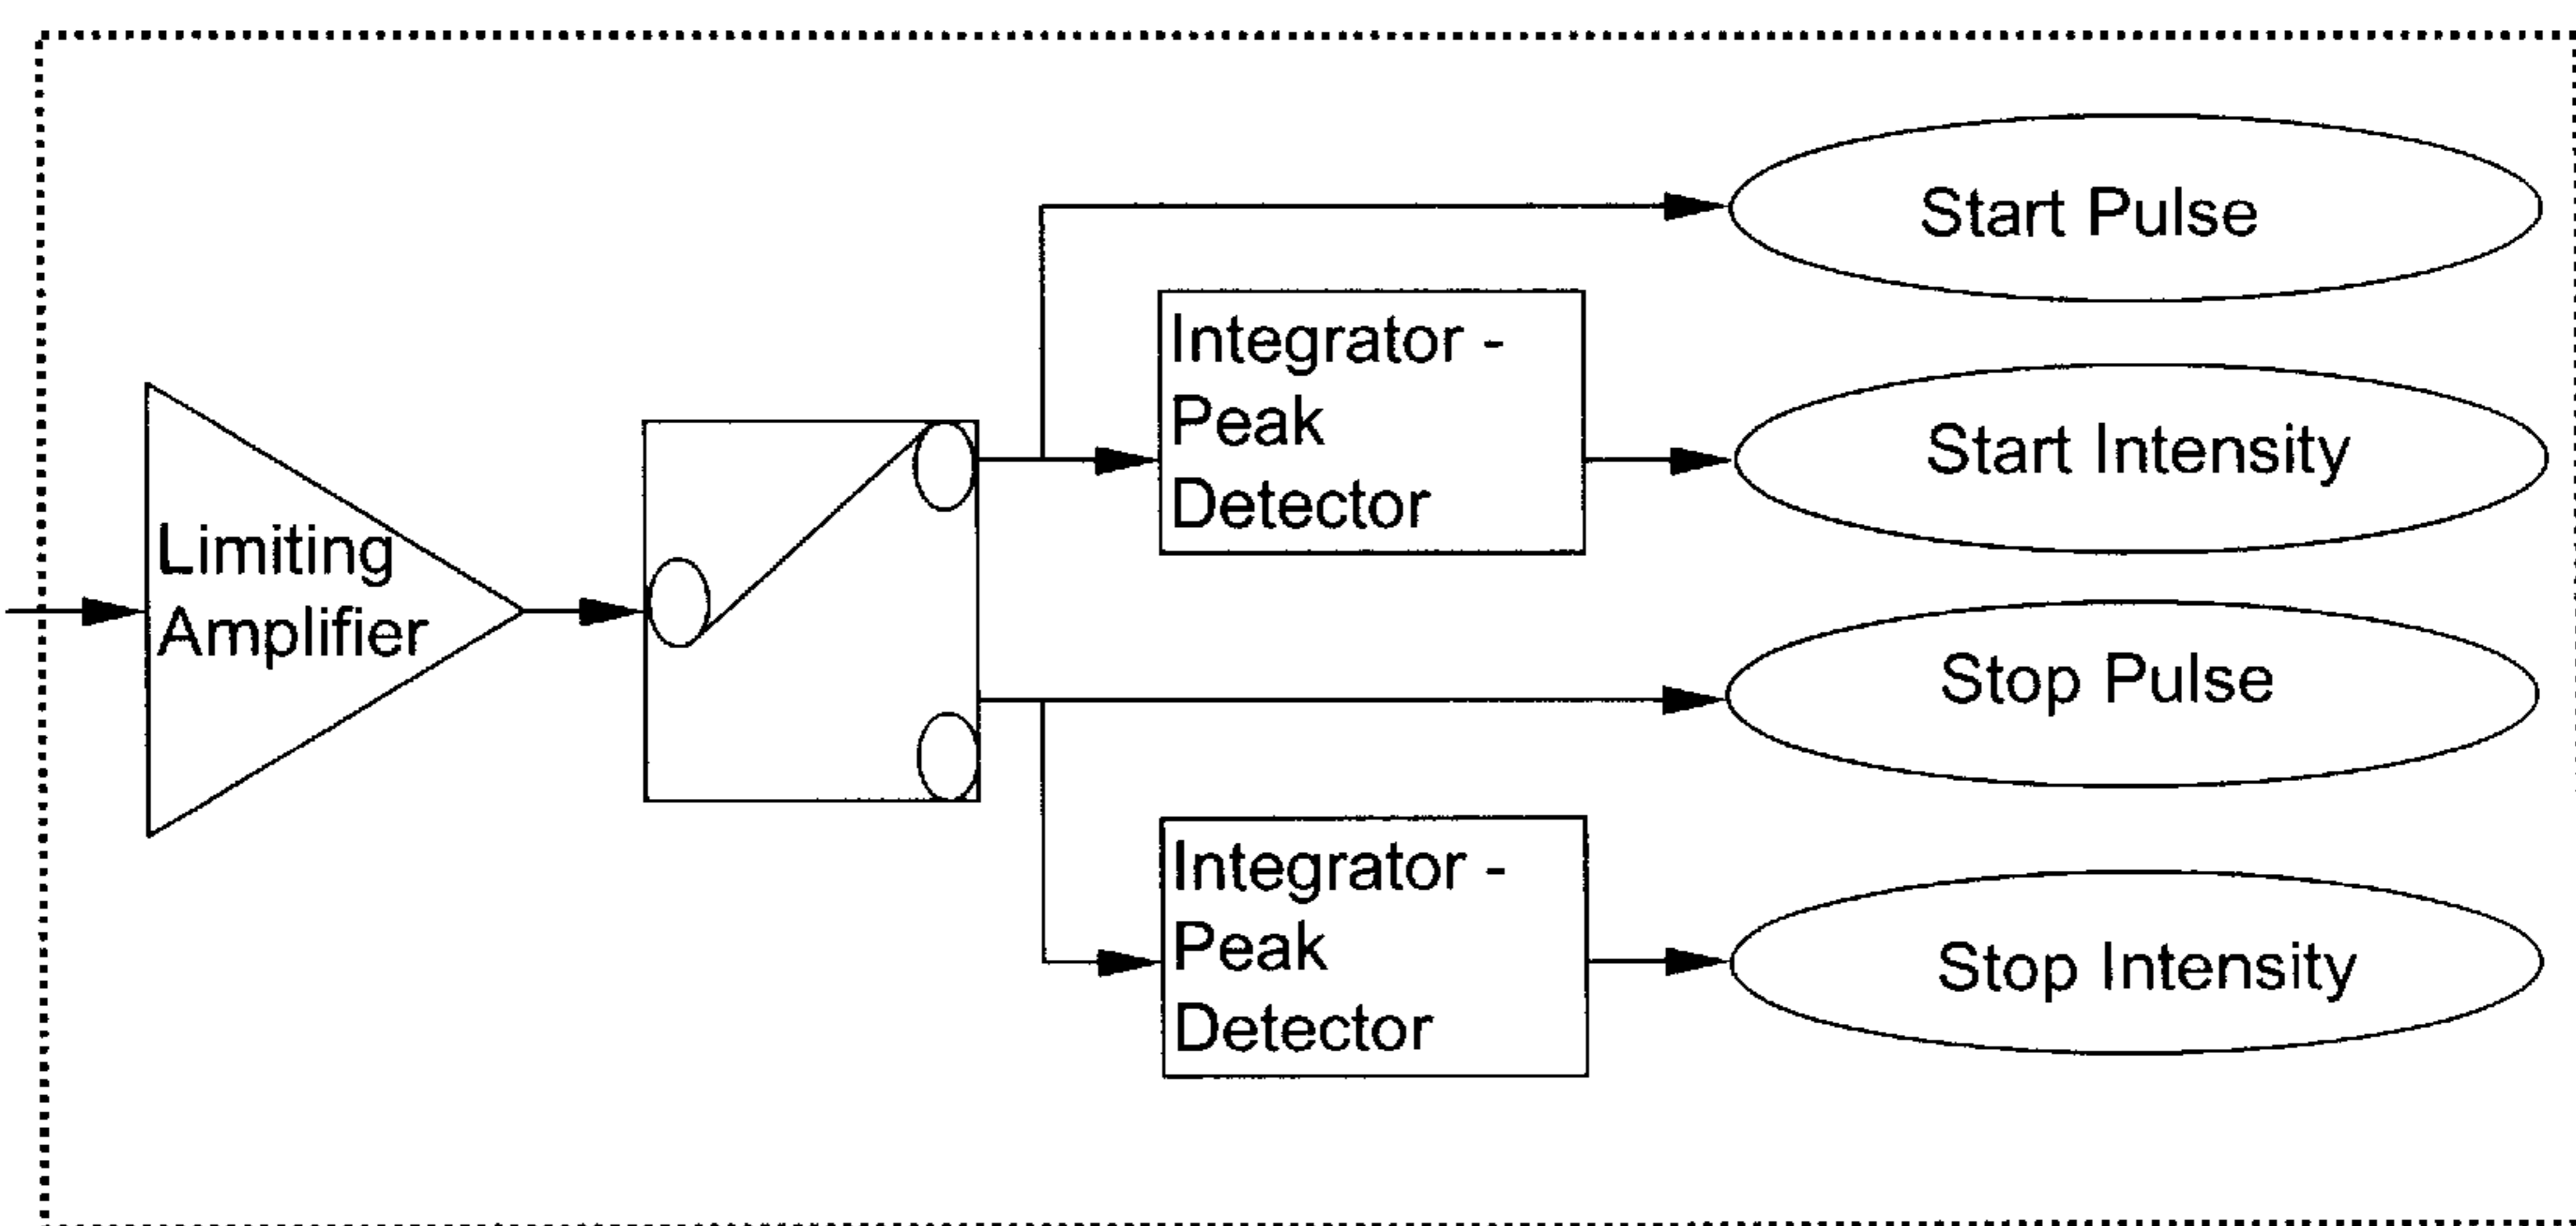 Start Pulse
Integrator -
Peak
Detector
Start Intensity
Limiting
Amplifier
Stop Pulse
Integrator -
Peak
Detector
Stop Intensity